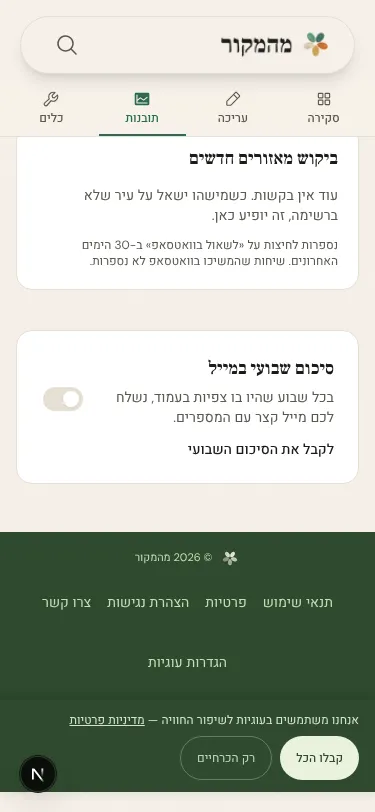 מהמקור
סקירה
עריכה
תובנות
כלים
ביקוש מאזורים חדשים
עוד אין בקשות. כשמישהו ישאל על עיר שלא
ברשימה, זה יופיע כאן.
נספרות לחיצות על «לשאול בוואטסאפ» ב-30 הימים
האחרונים. שיחות שהמשיכו בוואטסאפ לא נספרות.
סיכום שבועי במייל
בכל שבוע שהיו בו צפיות בעמוד, נשלח
לכם מייל קצר עם המספרים.
לקבל את הסיכום השבועי
© 2026 מהמקור
תנאי שימוש
פרטיות
הצהרת נגישות
צרו קשר
הגדרות עוגיות
אנחנו משתמשים בעוגיות לשיפור החוויה — מדיניות פרטיות
קבלו הכל
רק הכרחיים
N